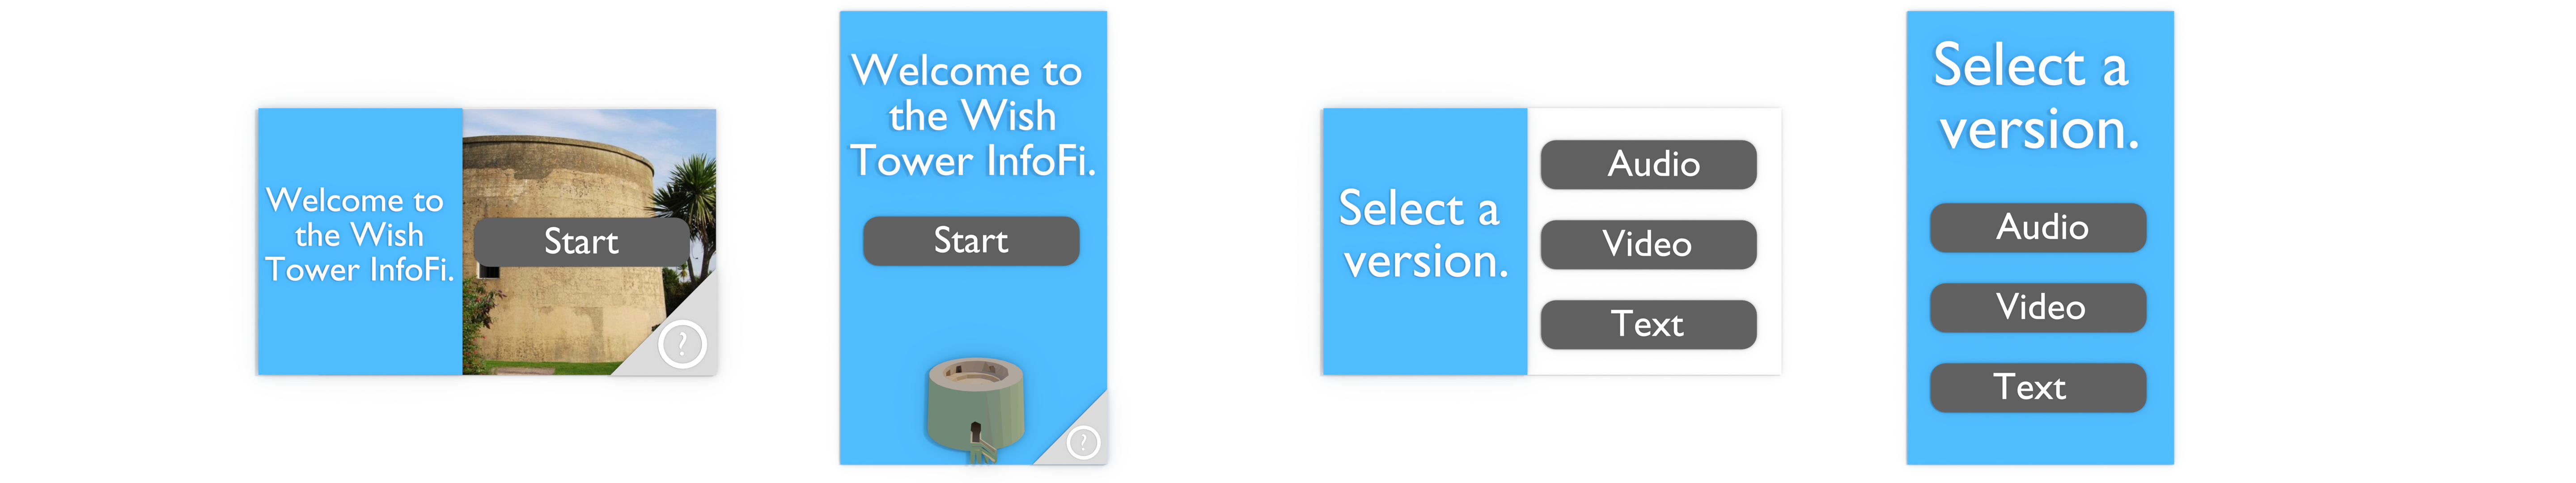 Welcome to
the Wish
Tower InfoFi.
Start
?
Welcome to
the Wish
Tower InfoFi.
Start
?
Select a
version.
Audio
Video
Text
Select a
version.
Audio
Video
Text